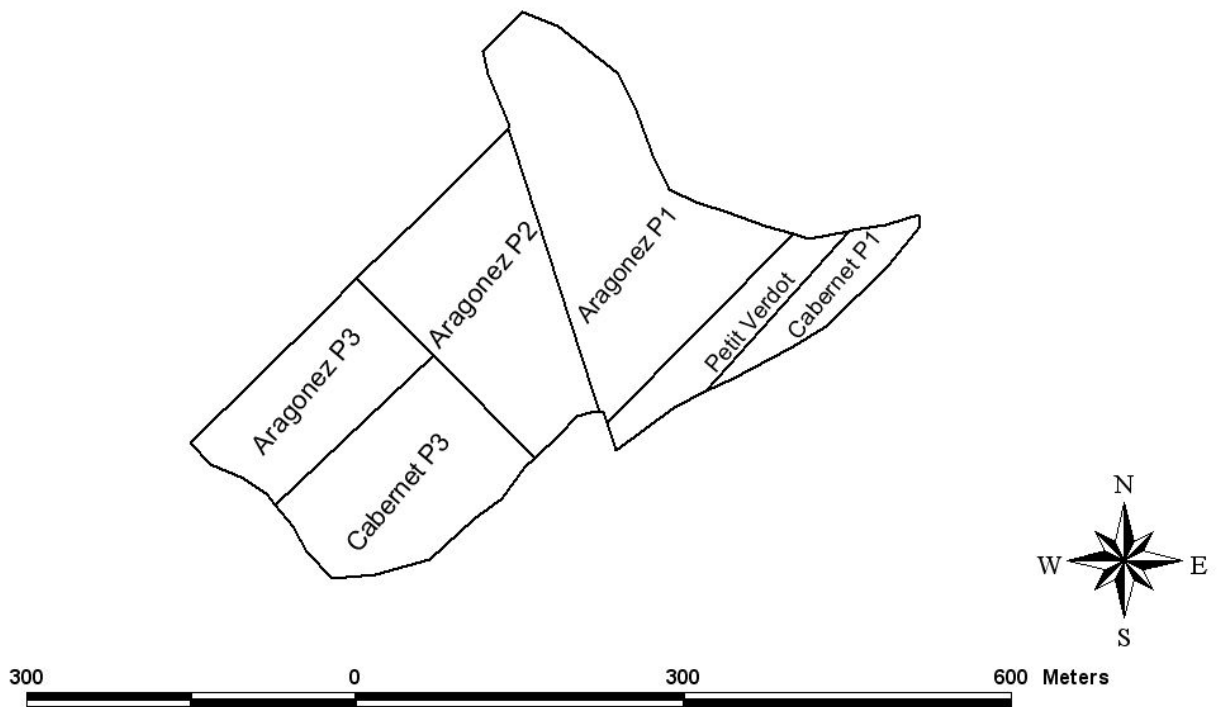 Aragonez P1
Aragonez P2
Petit Verdot
Cabernet P1
Aragonez P3
Cabernet P3
N
W E
S
300 0 300 600 Meters